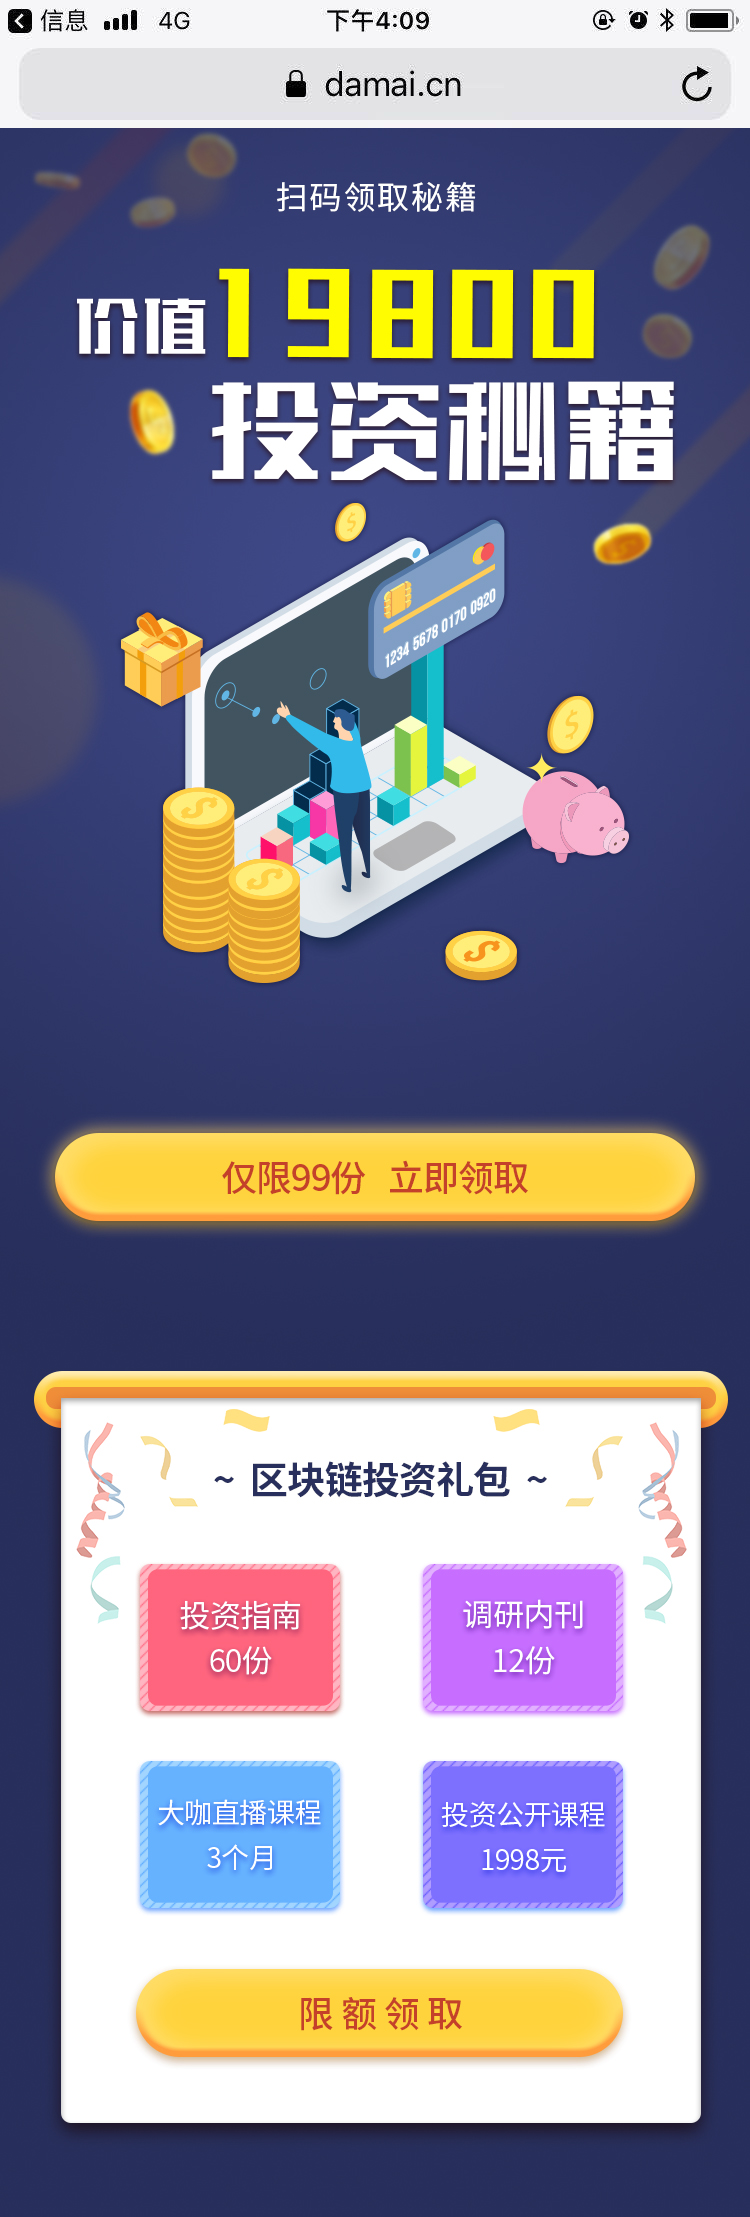 信息 4G 下午4:09
damai.cn
扫码领取秘籍
价值19800
投资秘籍
1234 5678 0170 0920
仅限99份 立即领取
~ 区块链投资礼包 ~
投资指南
60份
调研内刊
12份
大咖直播课程
3个月
投资公开课程
1998元
限额领取